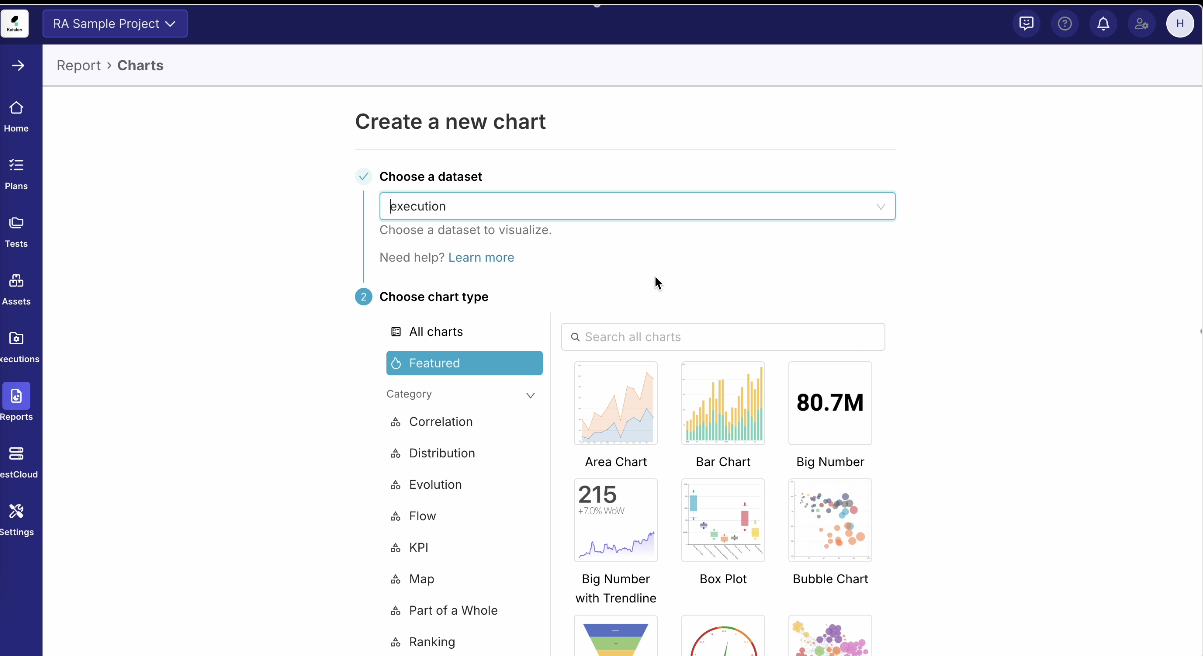 RA Sample Project
H
Report › Charts
Home
Plans
Tests
Assets
xecutions
Reports
estCloud
Settings
Create a new chart
Choose a dataset
execution
Choose a dataset to visualize.
Need help? Learn more
2 Choose chart type
All charts
Featured
Category
Correlation
Distribution
Evolution
Flow
KPI
Map
Part of a Whole
Ranking
Search all charts
Area Chart
Bar Chart
80.7M
Big Number
215
+7.0% WoW
Big Number
with Trendline
Box Plot
Bubble Chart